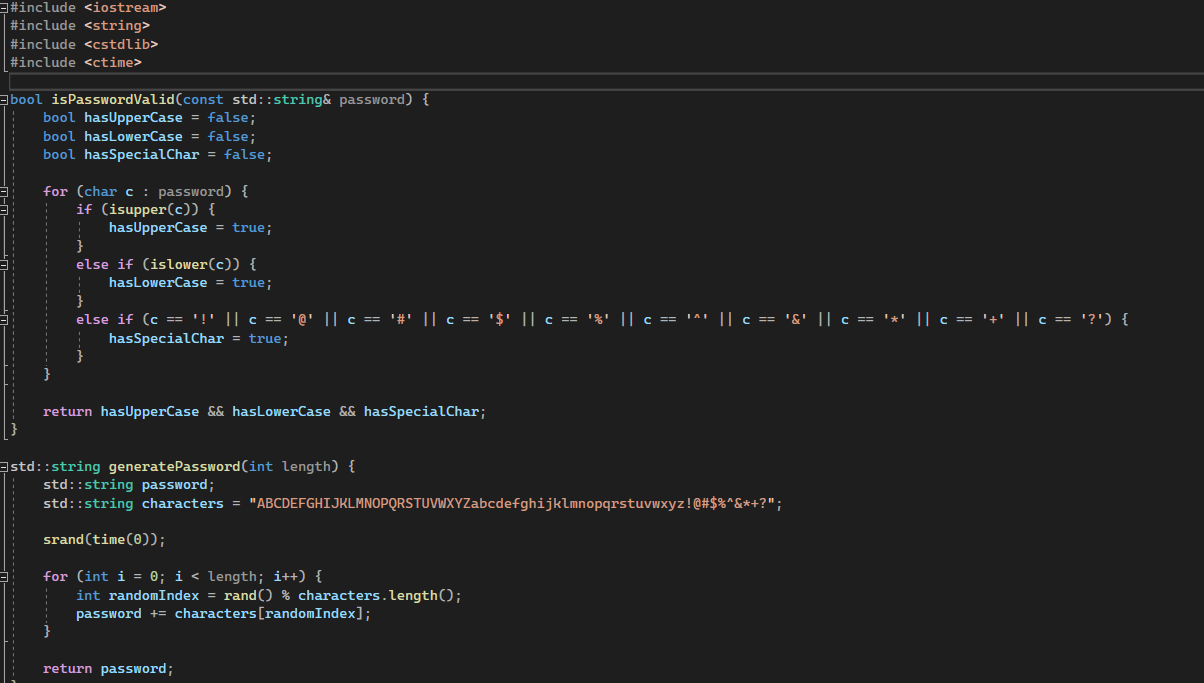 #include <iostream>
#include <string>
#include <cstdlib>
#include <ctime>
bool isPasswordValid(const std::string& password) {
    bool hasUpperCase = false;
    bool hasLowerCase = false;
    bool hasSpecialChar = false;
    for (char c : password) {
        if (isupper(c)) {
            hasUpperCase = true;
        }
        else if (islower(c)) {
            hasLowerCase = true;
        }
        else if (c == '!' || c == '@' || c == '#' || c == '$' || c == '%' || c == '^' || c == '&' || c == '*' || c == '+' || c == '?') {
            hasSpecialChar = true;
        }
    }
    return hasUpperCase && hasLowerCase && hasSpecialChar;
}
std::string generatePassword(int length) {
    std::string password;
    std::string characters = "ABCDEFGHIJKLMNOPQRSTUVWXYZabcdefghijklmnopqrstuvwxyz!@#$%^&*+?";
    srand(time(0));
    for (int i = 0; i < length; i++) {
        int randomIndex = rand() % characters.length();
        password += characters[randomIndex];
    }
    return password;
}